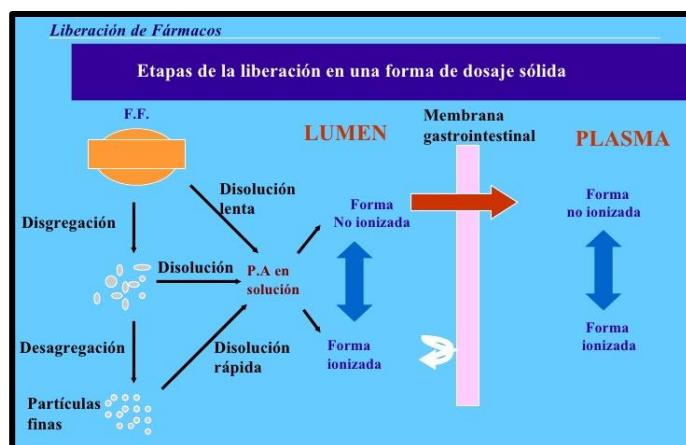 Liberación de Fármacos
Etapas de la liberación en una forma de dosaje sólida
F.F.
LUMEN
Membrana
gastrointestinal
PLASMA
Disolución
lenta
Forma
No ionizada
Forma
no ionizada
Disgregación
Disolución
P.A en
solución
Desagregación
Disolución
rápida
Forma
ionizada
Forma
ionizada
Partículas
finas